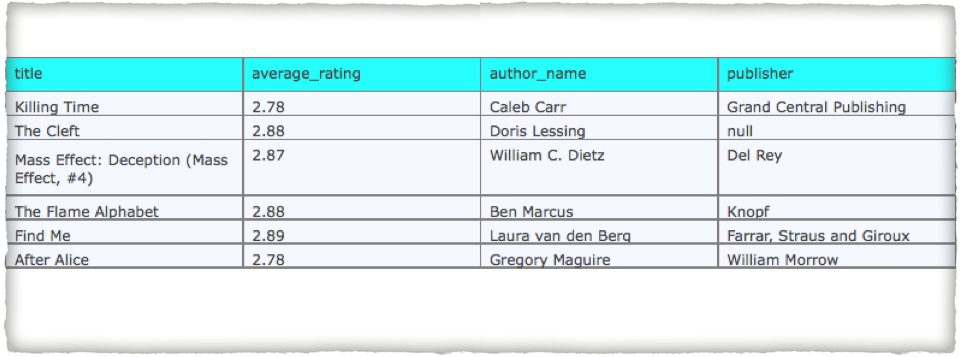 title average_rating author_name publisher
Killing Time 2.78 Caleb Carr Grand Central Publishing
The Cleft 2.88 Doris Lessing null
Mass Effect: Deception (Mass 2.87 William C. Dietz Del Rey
Effect, #4)
The Flame Alphabet 2.88 Ben Marcus Knopf
Find Me 2.89 Laura van den Berg Farrar, Straus and Giroux
After Alice 2.78 Gregory Maguire William Morrow